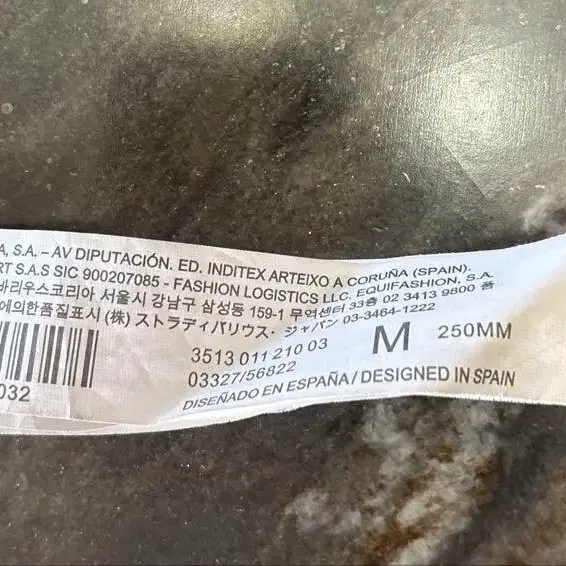 A, S.A. – AV DIPUTACIÓN. ED. INDITEX ARTEIXO A CORUÑA (SPAIN).
RT S.A.S SIC 900207085 - FASHION LOGISTICS LLC. EQUIFASHION, S.A.
바리우스코리아 서울시 강남구 삼성동 159-1 무역센터 33층 02 3413 9800 품
에의한품질표시 (株) ストラディバリウス・ジャパン 03-3464-1222
3513 011 210 03 M 250MM
03327/56822
032
DISEÑADO EN ESPAÑA / DESIGNED IN SPAIN